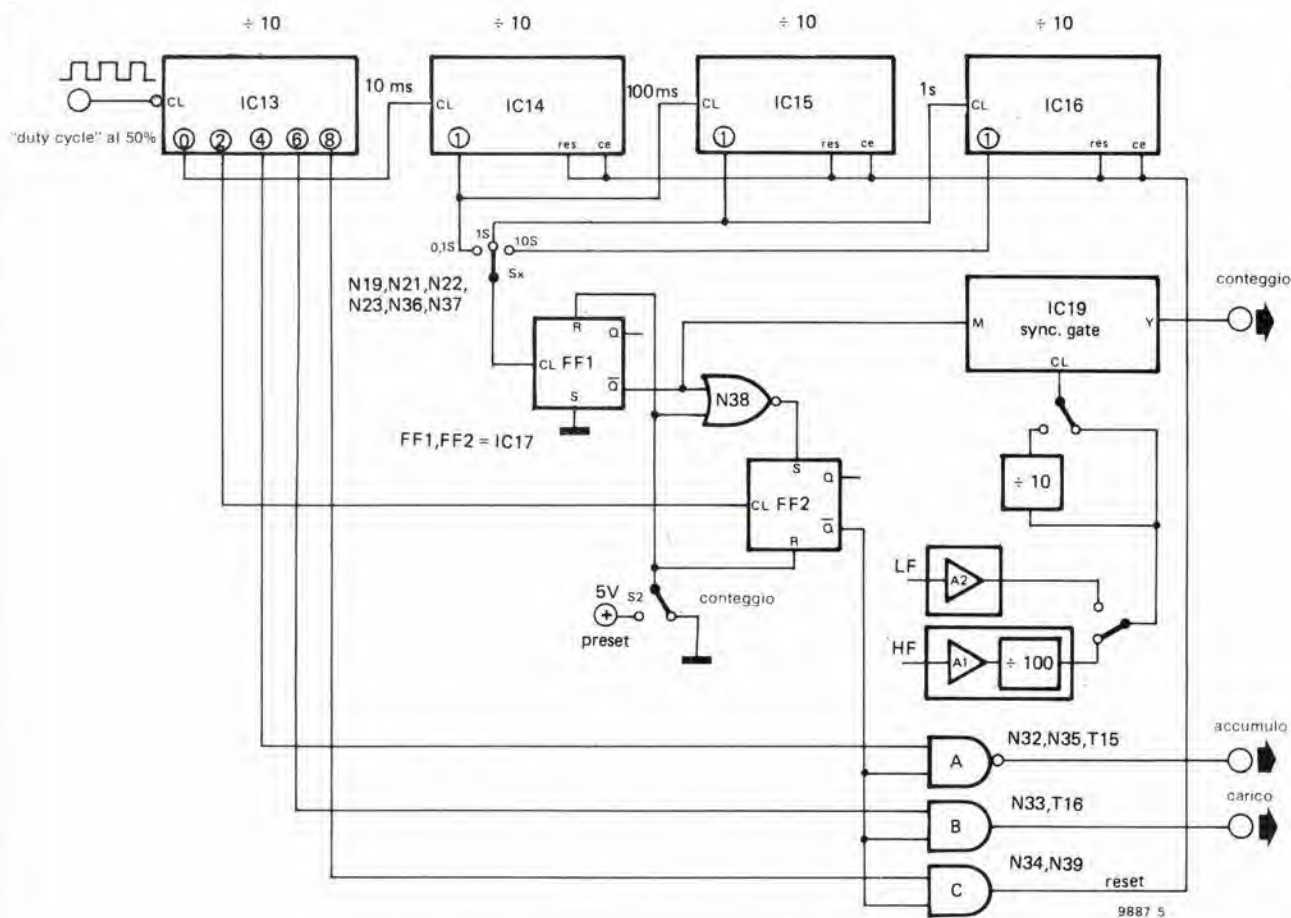 ÷ 10
÷ 10
÷ 10
÷ 10
CL
IC13
10 ms
CL
IC14
100 ms
CL
IC15
1s
CL
IC16
"duty cycle" al 50%
0
2
4
6
8
1
res
ce
1
res
ce
1
res
ce
0,1S
1S
10S
Sx
N19,N21,N22,
N23,N36,N37
R
Q
CL
FF1
Q̅
S
N38
M
IC19
sync. gate
Y
CL
conteggio
FF1,FF2 = IC17
S
Q
CL
FF2
Q̅
R
÷ 10
5V
S2
conteggio
preset
LF
A2
HF
A1
÷ 100
A
N32,N35,T15
accumulo
B
N33,T16
carico
C
N34,N39
reset
9887 5